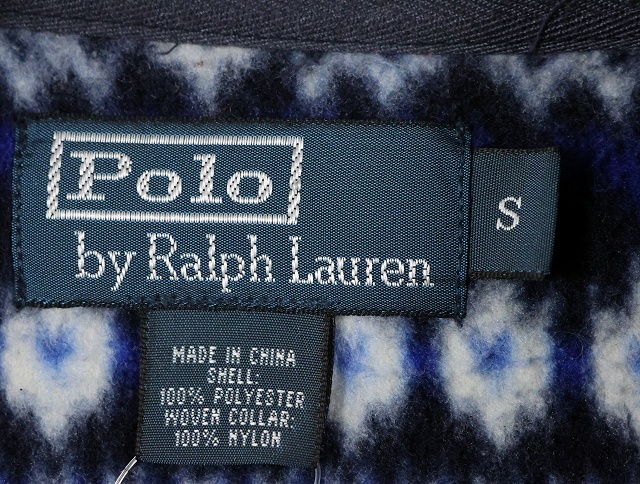 Polo
by Ralph Lauren
S
MADE IN CHINA
SHELL:
100% POLYESTER
WOVEN COLLAR:
100% NYLON